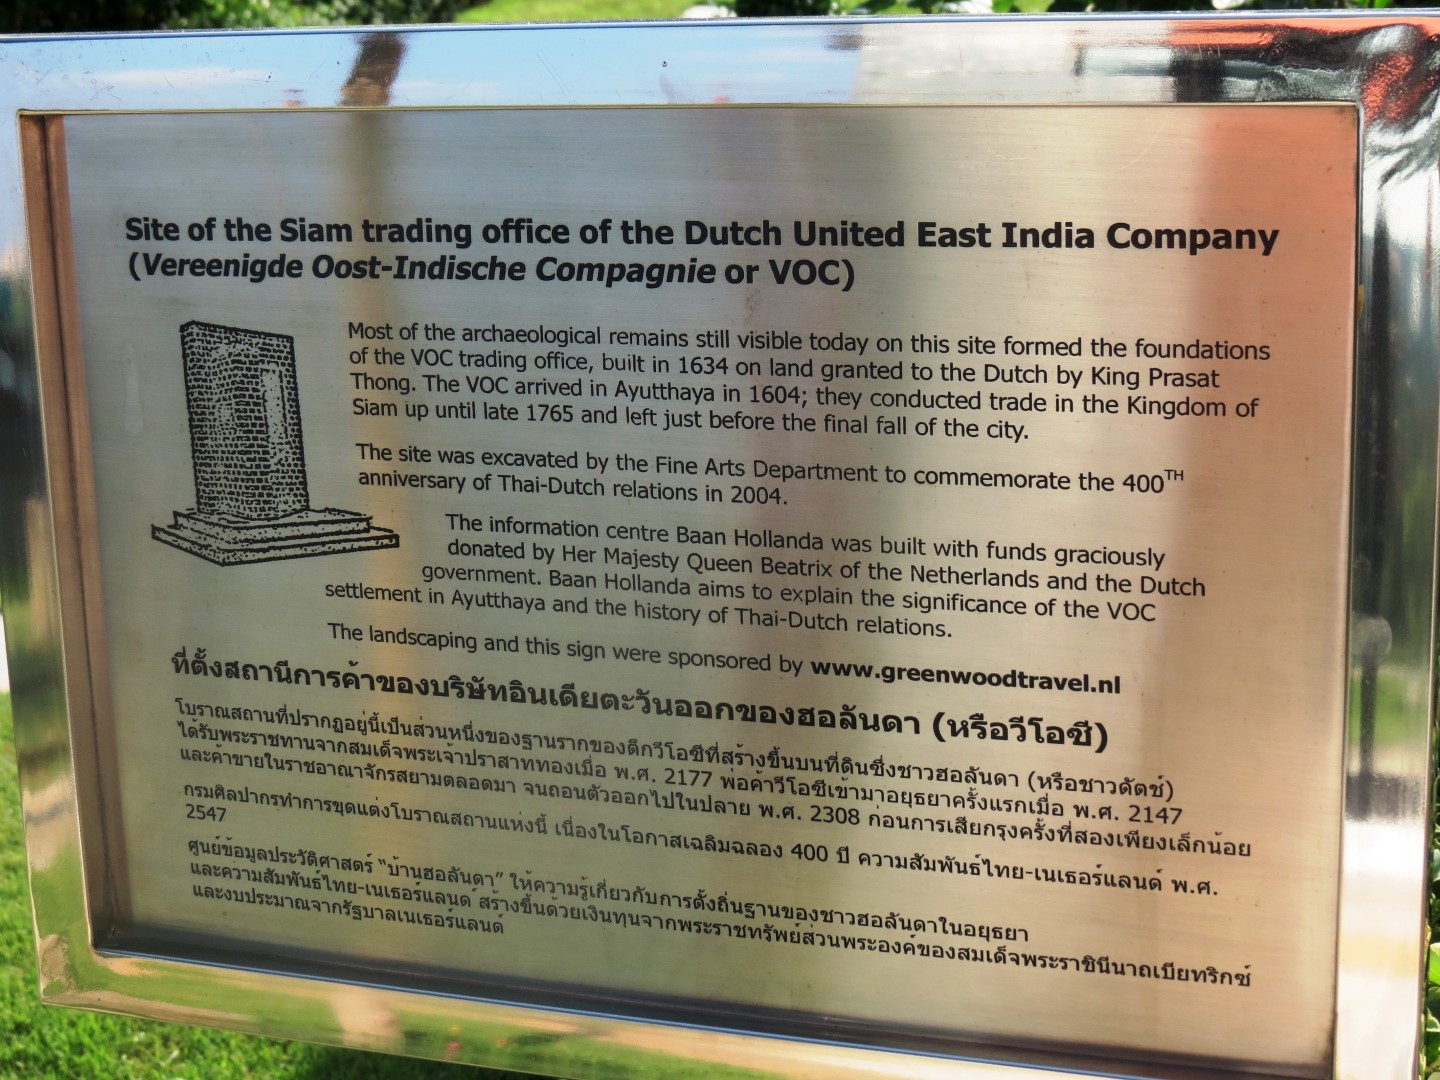 Site of the Siam trading office of the Dutch United East India Company
(Vereenigde Oost-Indische Compagnie or VOC)
Most of the archaeological remains still visible today on this site formed the foundations
of the VOC trading office, built in 1634 on land granted to the Dutch by King Prasat
Thong. The VOC arrived in Ayutthaya in 1604; they conducted trade in the Kingdom of
Siam up until late 1765 and left just before the final fall of the city.
The site was excavated by the Fine Arts Department to commemorate the 400TH
anniversary of Thai-Dutch relations in 2004.
The information centre Baan Hollanda was built with funds graciously
donated by Her Majesty Queen Beatrix of the Netherlands and the Dutch
government. Baan Hollanda aims to explain the significance of the VOC
settlement in Ayutthaya and the history of Thai-Dutch relations.
The landscaping and this sign were sponsored by www.greenwoodtravel.nl
ที่ตั้งสถานีการค้าของบริษัทอินเดียตะวันออกของฮอลันดา (หรือวีโอซี)
โบราณสถานที่ปรากฏอยู่นี้เป็นส่วนหนึ่งของฐานรากของตึกวีโอซีที่สร้างขึ้นบนที่ดินซึ่งชาวฮอลันดา (หรือชาวดัตช์)
ได้รับพระราชทานจากสมเด็จพระเจ้าปราสาททองเมื่อ พ.ศ. 2177 พ่อค้าวีโอซีเข้ามาอยุธยาครั้งแรกเมื่อ พ.ศ. 2147
และค้าขายในราชอาณาจักรสยามตลอดมา จนถอนตัวออกไปในปลาย พ.ศ. 2308 ก่อนการเสียกรุงครั้งที่สองเพียงเล็กน้อย
กรมศิลปากรทำการขุดแต่งโบราณสถานแห่งนี้ เนื่องในโอกาสเฉลิมฉลอง 400 ปี ความสัมพันธ์ไทย-เนเธอร์แลนด์ พ.ศ.
2547
ศูนย์ข้อมูลประวัติศาสตร์ "บ้านฮอลันดา" ให้ความรู้เกี่ยวกับการตั้งถิ่นฐานของชาวฮอลันดาในอยุธยา
และความสัมพันธ์ไทย-เนเธอร์แลนด์ สร้างขึ้นด้วยเงินทุนจากพระราชทรัพย์ส่วนพระองค์ของสมเด็จพระราชินีนาถเบียทริกซ์
และงบประมาณจากรัฐบาลเนเธอร์แลนด์